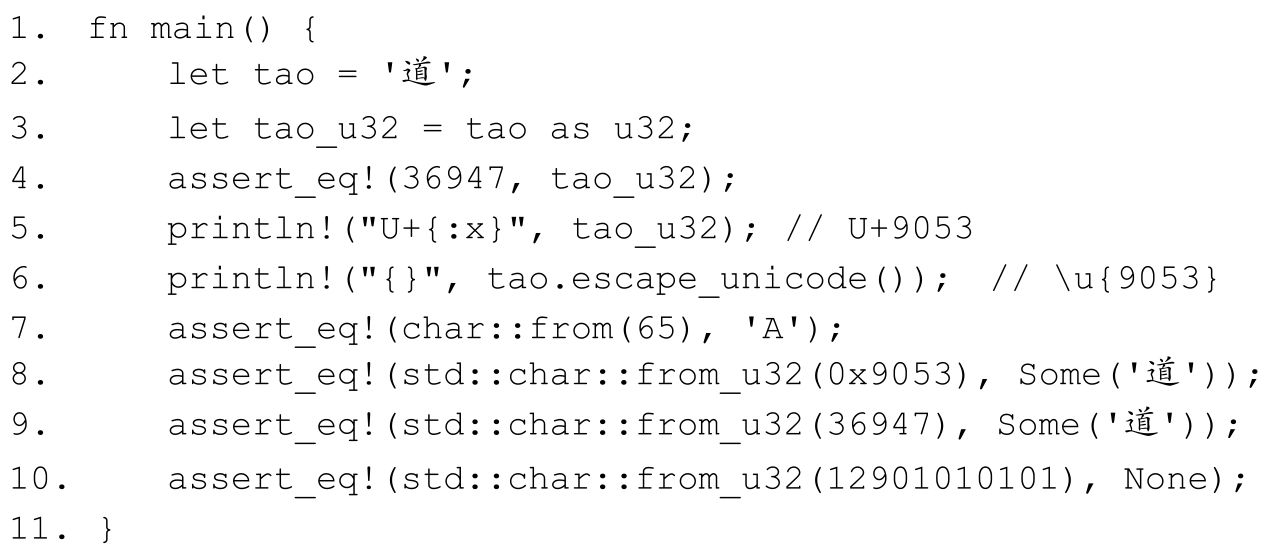 1. fn main() {
2.     let tao = '道';
3.     let tao_u32 = tao as u32;
4.     assert_eq!(36947, tao_u32);
5.     println!("U+{:x}", tao_u32); // U+9053
6.     println!("{}", tao.escape_unicode());  // \u{9053}
7.     assert_eq!(char::from(65), 'A');
8.     assert_eq!(std::char::from_u32(0x9053), Some('道'));
9.     assert_eq!(std::char::from_u32(36947), Some('道'));
10.    assert_eq!(std::char::from_u32(12901010101), None);
11. }